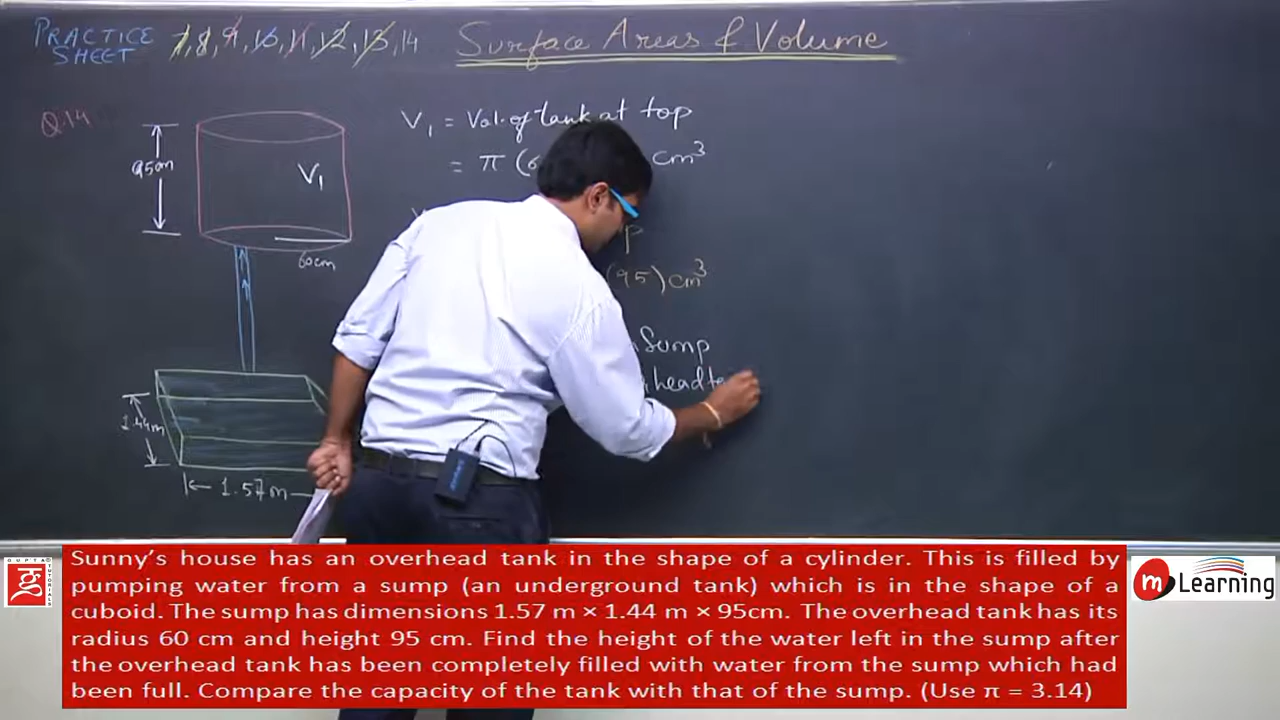 PRACTICE SHEET 7, 8, 9, 10, 11, 12, 13, 14
Surface Areas & Volume
Q.14
95cm
V1
60cm
1.44m
1.57m
V1 = Vol. of tank at top
= π (6 cm³
(95) cm³
Sump
head
Sunny's house has an overhead tank in the shape of a cylinder. This is filled by
pumping water from a sump (an underground tank) which is in the shape of a
cuboid. The sump has dimensions 1.57 m × 1.44 m × 95cm. The overhead tank has its
radius 60 cm and height 95 cm. Find the height of the water left in the sump after
the overhead tank has been completely filled with water from the sump which had
been full. Compare the capacity of the tank with that of the sump. (Use π = 3.14)
GUPTA
TUTORIALS
m Learning